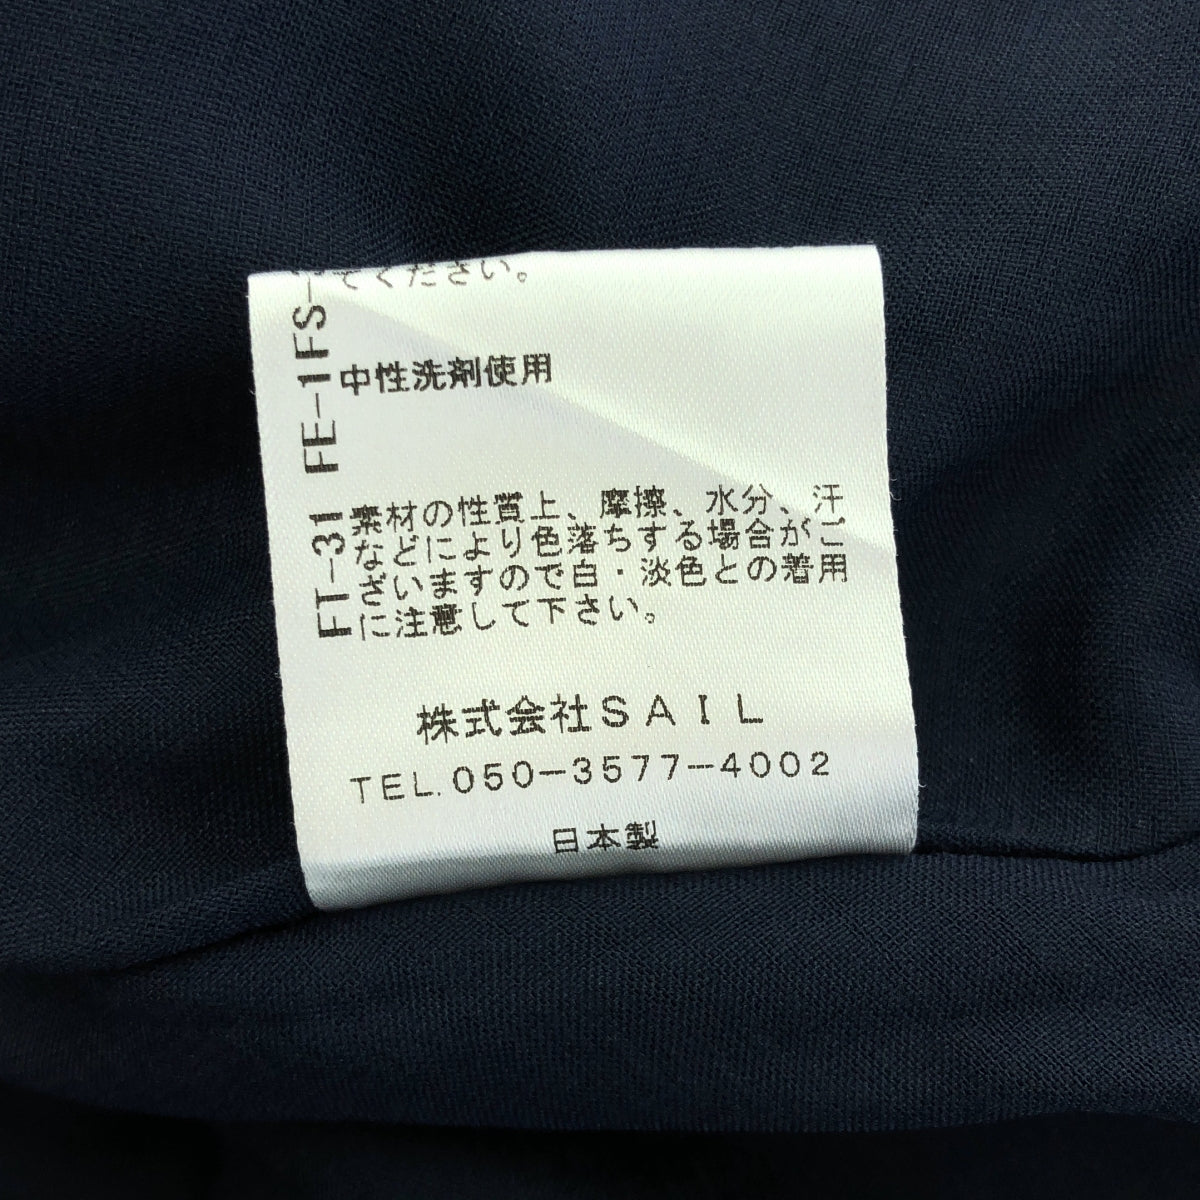 てください。
中性洗剤使用
FE-1FS-
FT-31
素材の性質上、摩擦、水分、汗
などにより色落ちする場合がご
ざいますので白・淡色との着用
に注意して下さい。
株式会社SAIL
TEL.050-3577-4002
日本製